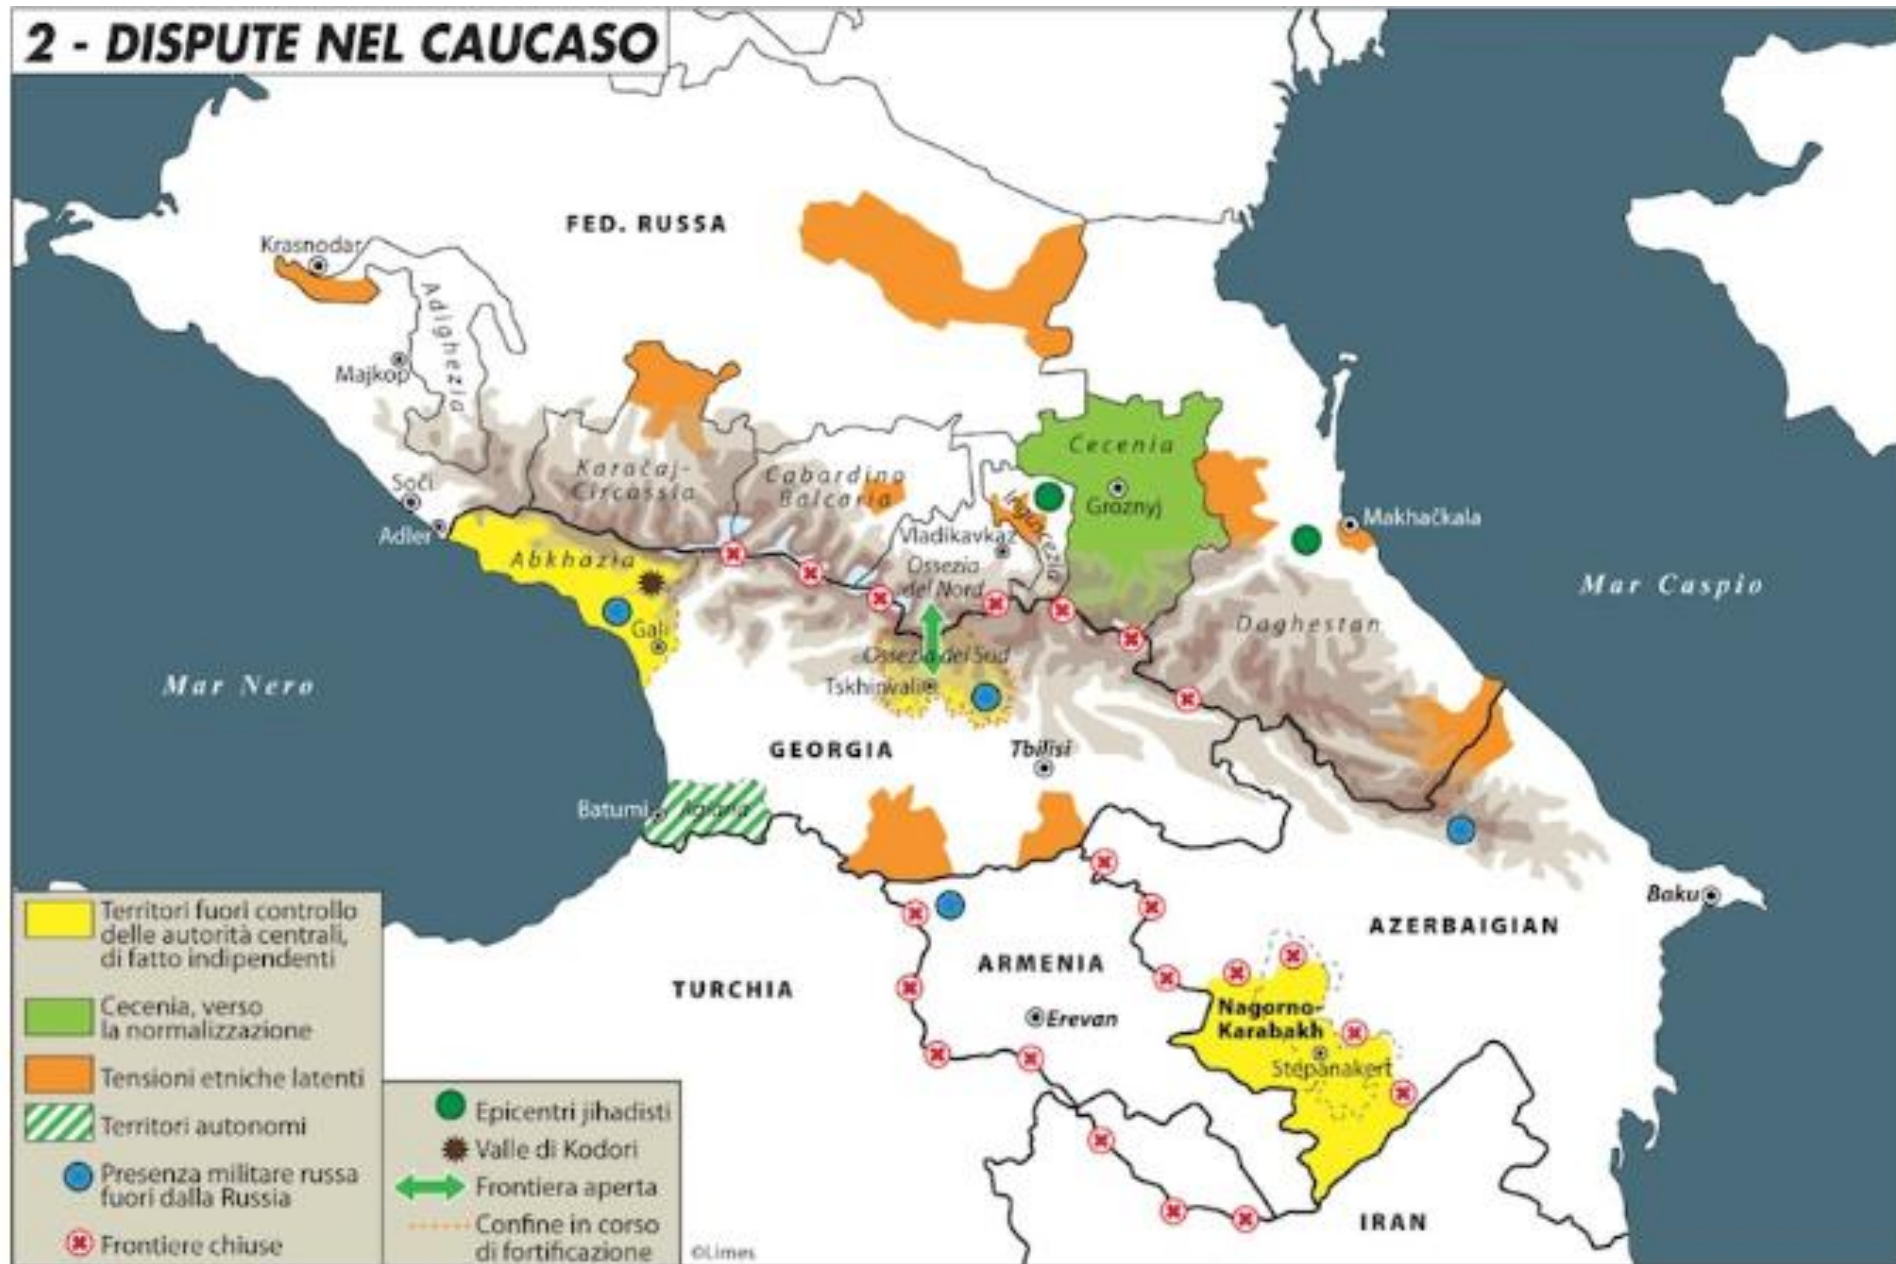 2 - DISPUTE NEL CAUCASO
FED. RUSSA
Krasnodar
Adighezia
Majkop
Soči
Adler
Karačaj-
Circassia
Cabardino
Balcaria
Cecenia
Groznyj
Inguscezia
Vladikavkaz
Ossezia
del Nord
Makhačkala
Mar Caspio
Daghestan
Abkhazia
Gali
Ossezia del Sud
Tskhinvali
Mar Nero
GEORGIA
Tbilisi
Batumi
Baku
AZERBAIGIAN
ARMENIA
TURCHIA
Erevan
Nagorno-
Karabakh
Stepanakert
IRAN
Territori fuori controllo
delle autorità centrali,
di fatto indipendenti
Cecenia, verso
la normalizzazione
Tensioni etniche latenti
Territori autonomi
Presenza militare russa
fuori dalla Russia
Frontiere chiuse
Epicentri jihadisti
Valle di Kodori
Frontiera aperta
Confine in corso
di fortificazione
©Limes